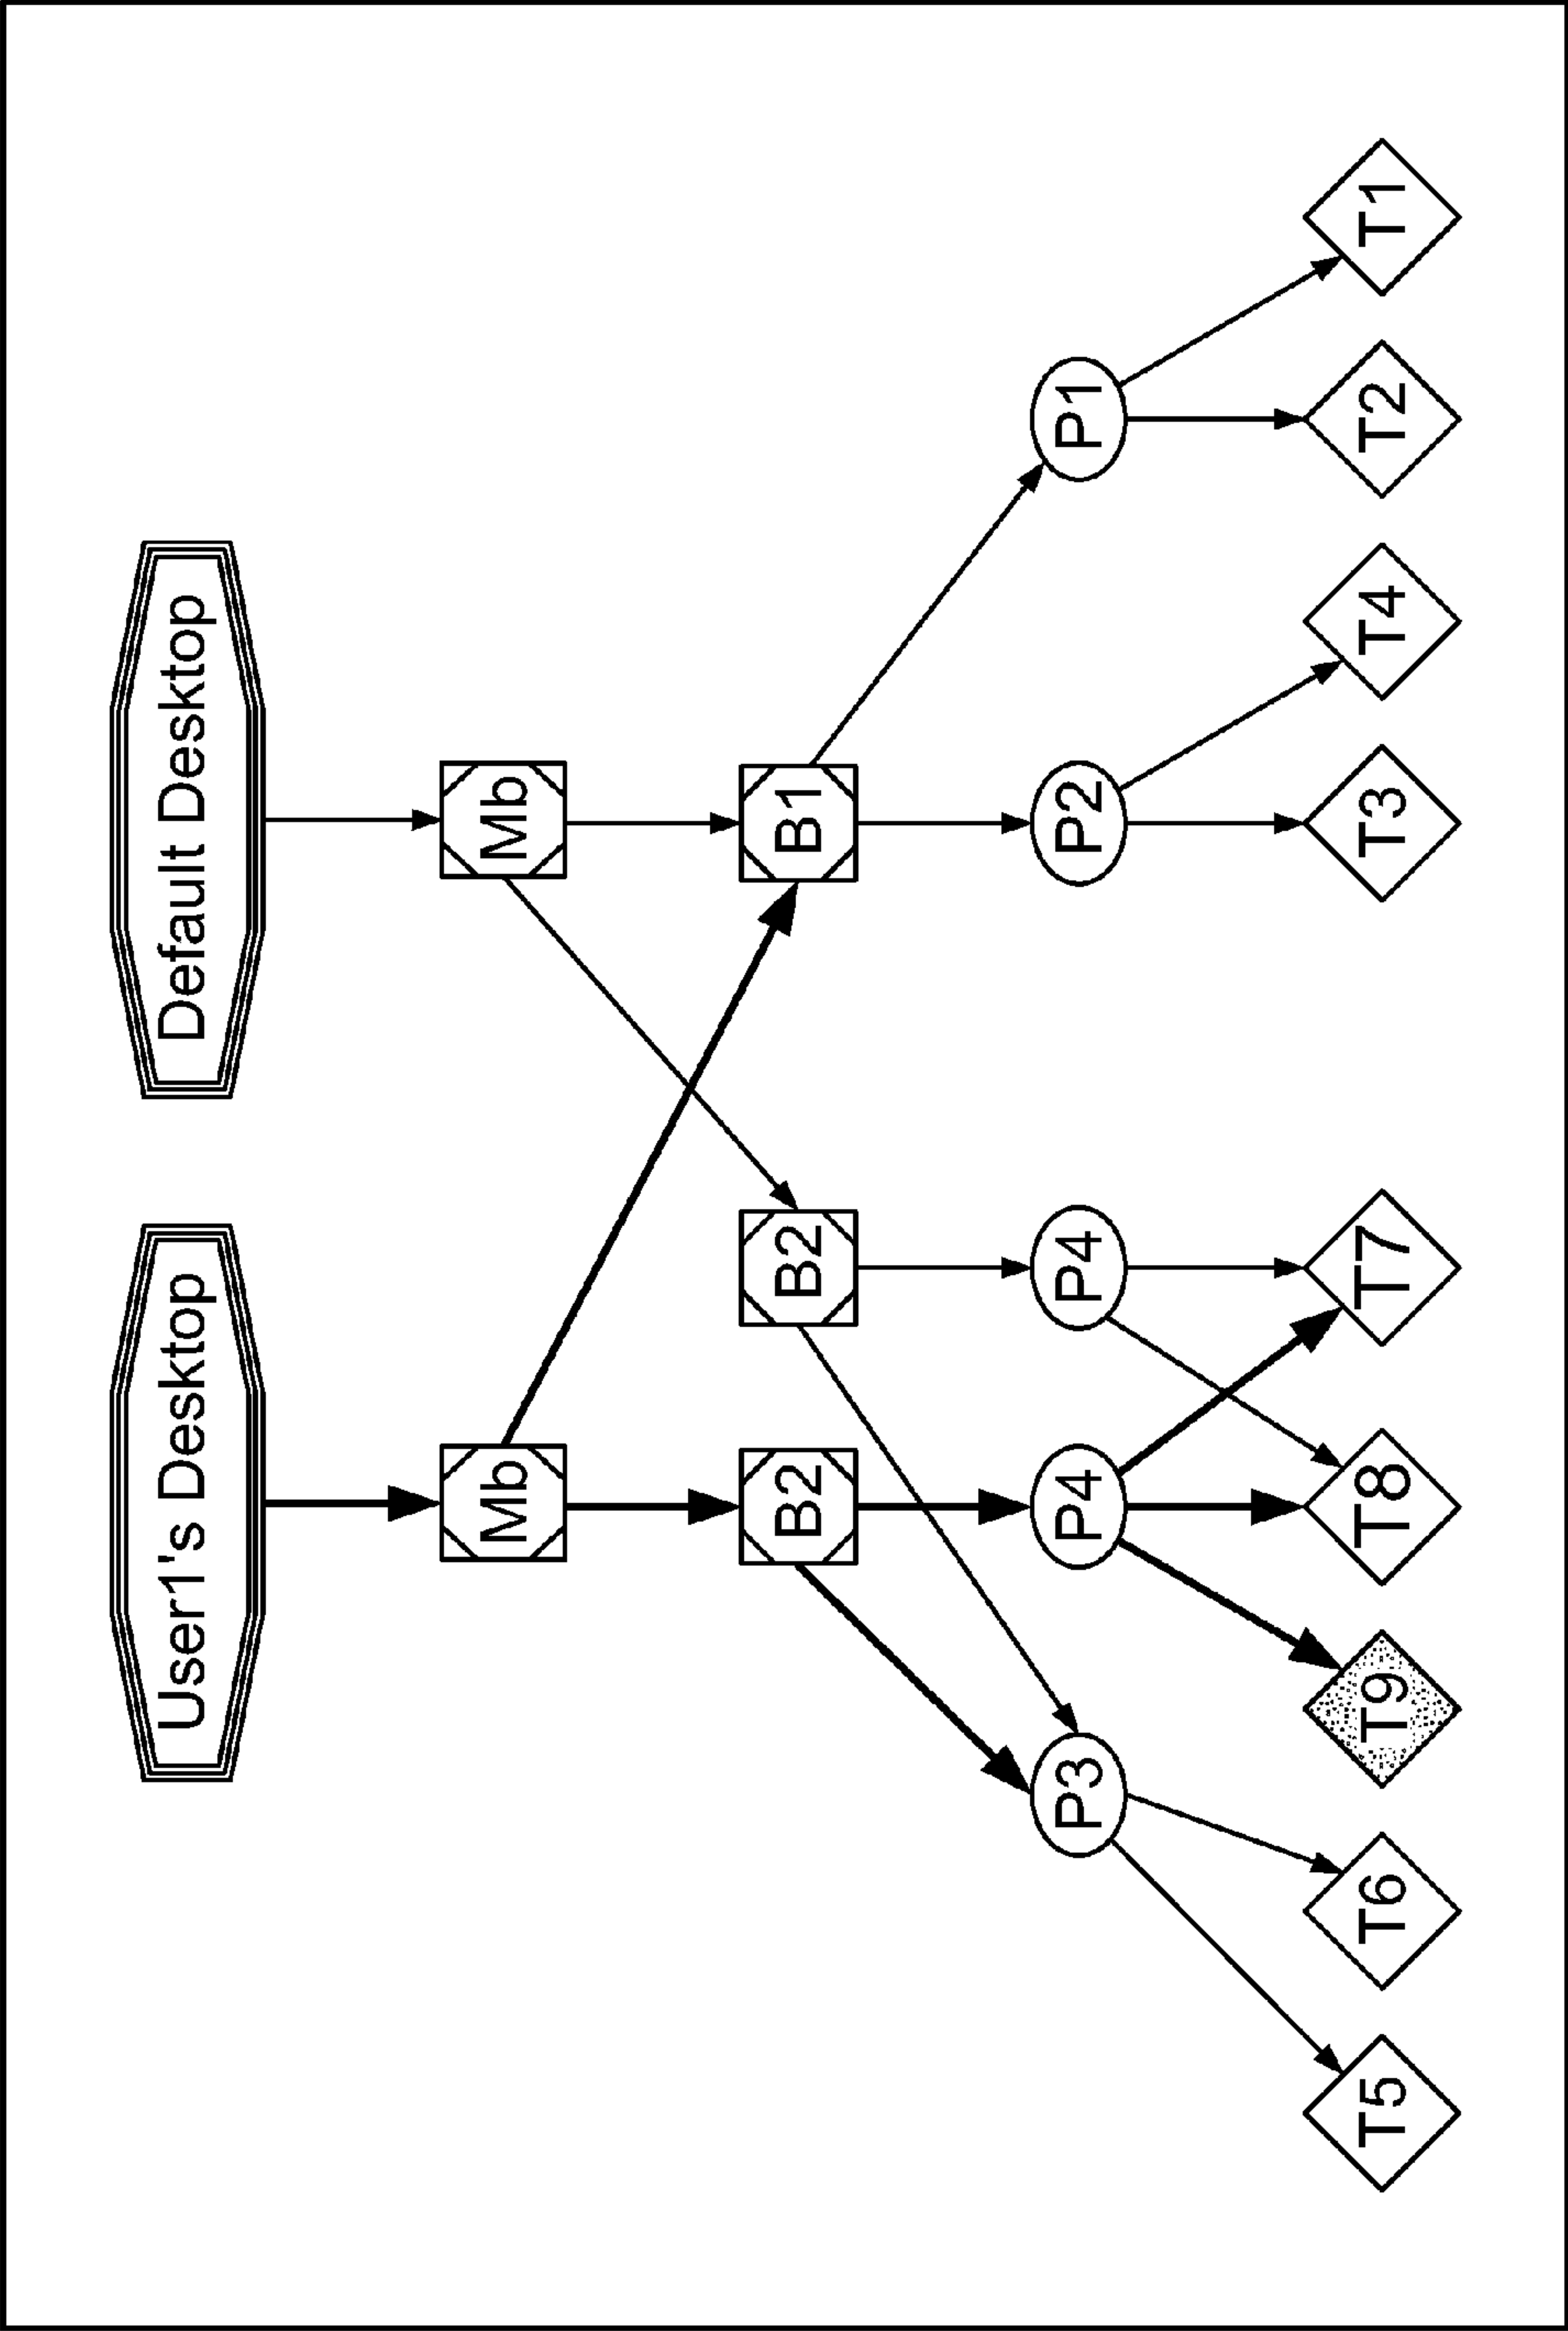 User1's Desktop
Default Desktop
Mb
Mb
B2
B2
B1
P3
P4
P4
P2
P1
T5
T6
T9
T8
T7
T3
T4
T2
T1